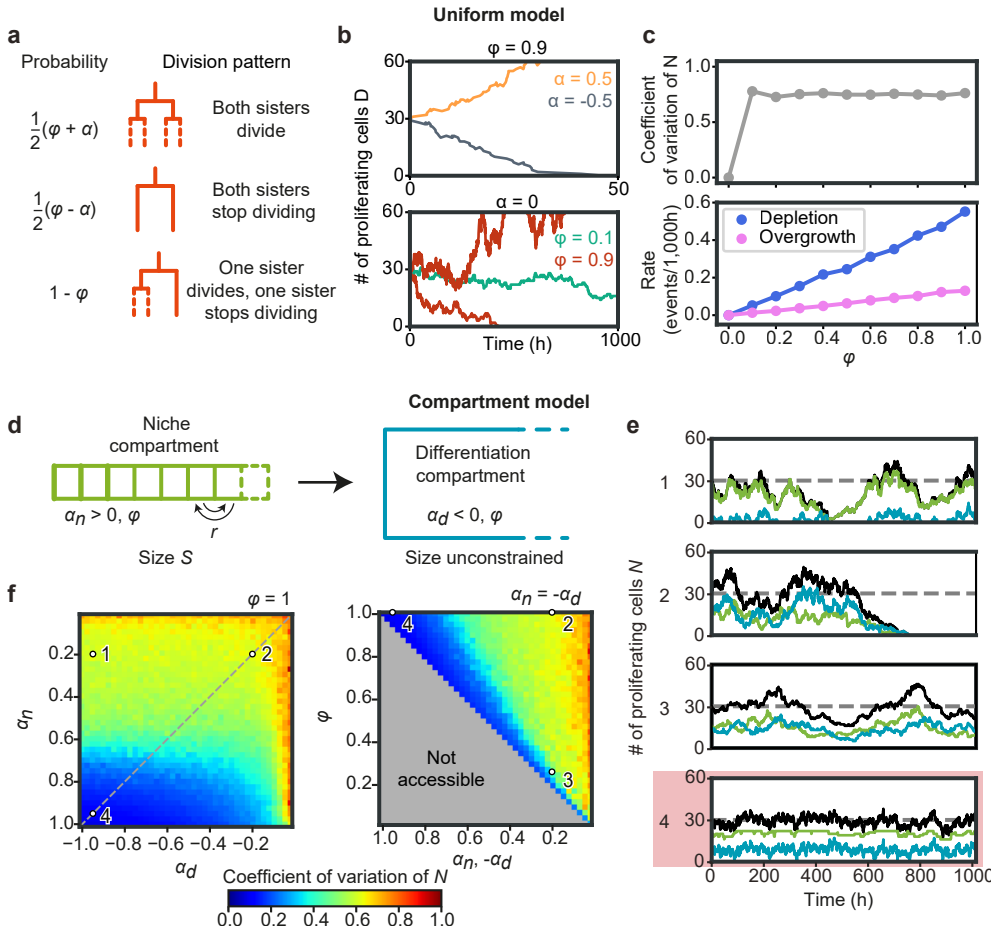 Uniform model
a
Probability
Division pattern
1/2(φ + α)
Both sisters
divide
1/2(φ - α)
Both sisters
stop dividing
1 - φ
One sister
divides, one sister
stops dividing
b
φ = 0.9
# of proliferating cells D
60
30
0
α = 0.5
α = -0.5
0
50
α = 0
60
30
0
φ = 0.1
φ = 0.9
0
1000
Time (h)
c
Coefficient
of variation of N
1.0
0.5
0.0
Rate
(events/1,000h)
0.6
0.4
0.2
0.0
Depletion
Overgrowth
0.0 0.2 0.4 0.6 0.8 1.0
φ
Compartment model
d
Niche
compartment
αn > 0, φ
r
Size S
Differentiation
compartment
αd < 0, φ
Size unconstrained
e
# of proliferating cells N
60
30
0
1
60
30
0
2
60
30
0
3
60
30
0
4
0 200 400 600 800 1000
Time (h)
f
φ = 1
αn
0.2
0.4
0.6
0.8
1.0
1
2
4
−1.0 −0.8 −0.6 −0.4 −0.2
αd
αn = -αd
φ
1.0
0.8
0.6
0.4
0.2
4
2
3
Not
accessible
1.0 0.8 0.6 0.4 0.2
αn, -αd
Coefficient of variation of N
0.0 0.2 0.4 0.6 0.8 1.0